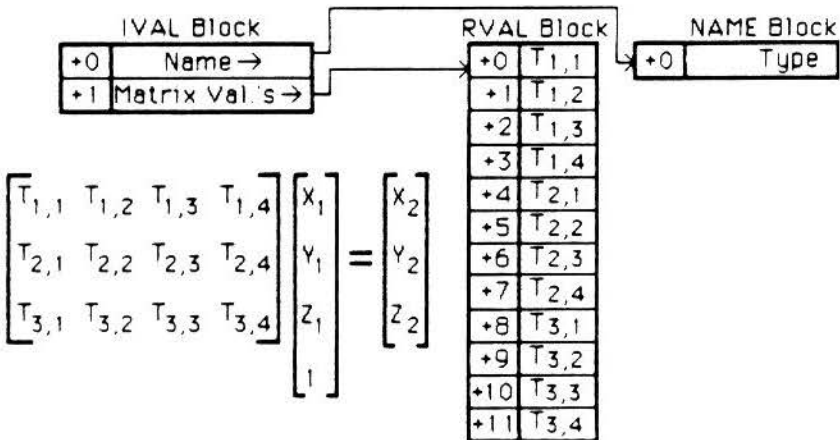 IVAL Block
+0 Name→
+1 Matrix Val.'s→
RVAL Block
+0 T1,1
+1 T1,2
+2 T1,3
+3 T1,4
+4 T2,1
+5 T2,2
+6 T2,3
+7 T2,4
+8 T3,1
+9 T3,2
+10 T3,3
+11 T3,4
NAME Block
+0 Type
T1,1 T1,2 T1,3 T1,4 X1 X2
T2,1 T2,2 T2,3 T2,4 Y1 = Y2
T3,1 T3,2 T3,3 T3,4 Z1 Z2
1